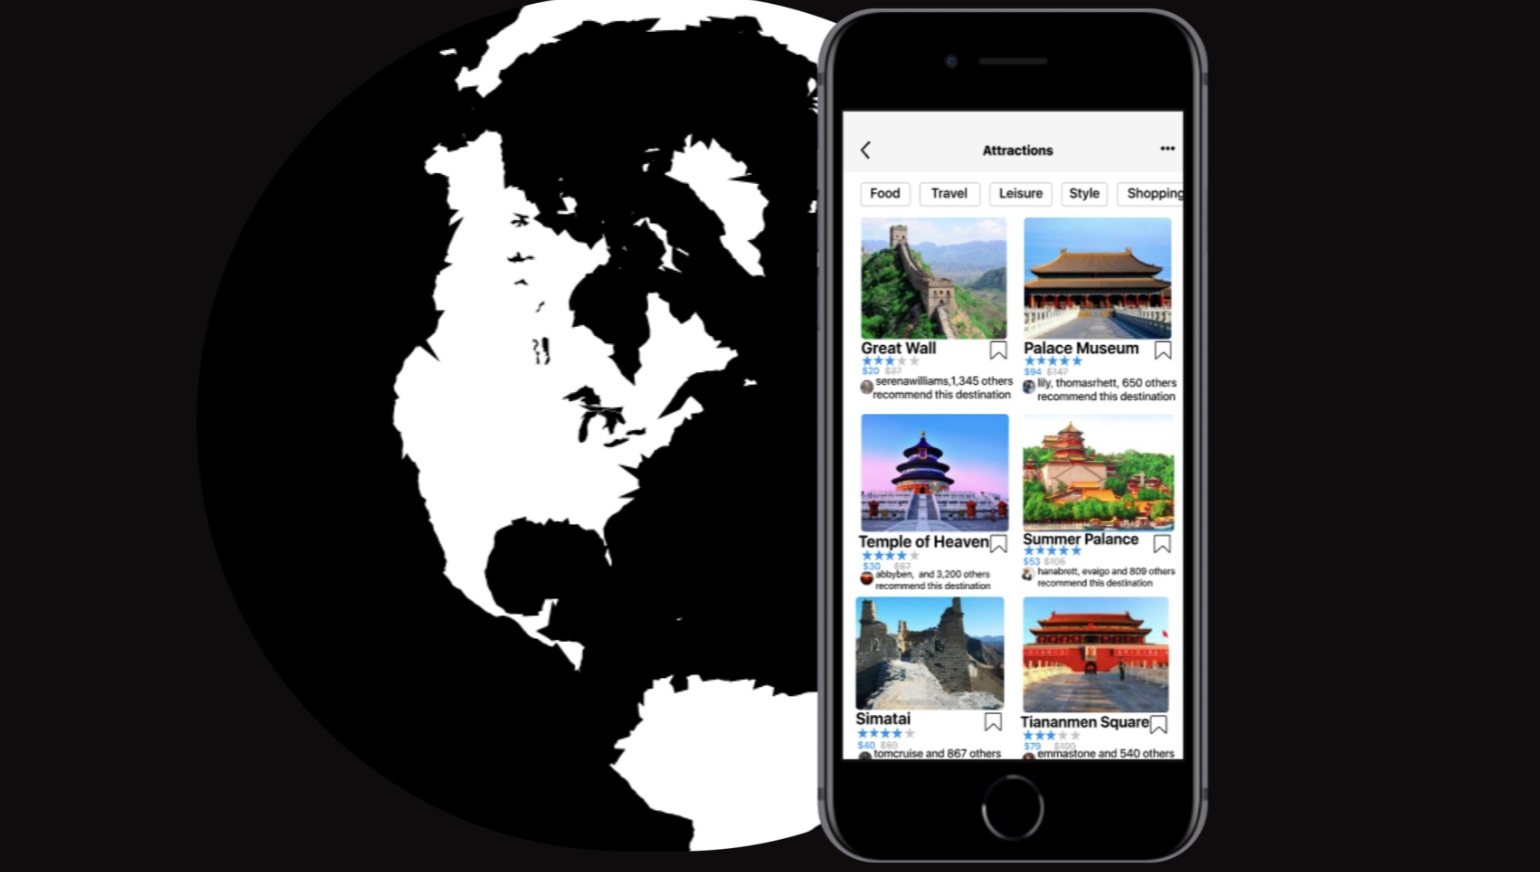 Attractions
Food Travel Leisure Style Shopping
Great Wall
$20 $37
serenawilliams,1,345 others
recommend this destination
Palace Museum
$94 $147
lily, thomasrhett, 650 others
recommend this destination
Temple of Heaven
$30 $67
abbyben, and 3,200 others
recommend this destination
Summer Palance
$53 $106
hanabrett, evaigo and 809 others
recommend this destination
Simatai
$40
tomcruise and 867 others
Tiananmen Square
$79
emmastone and 540 others